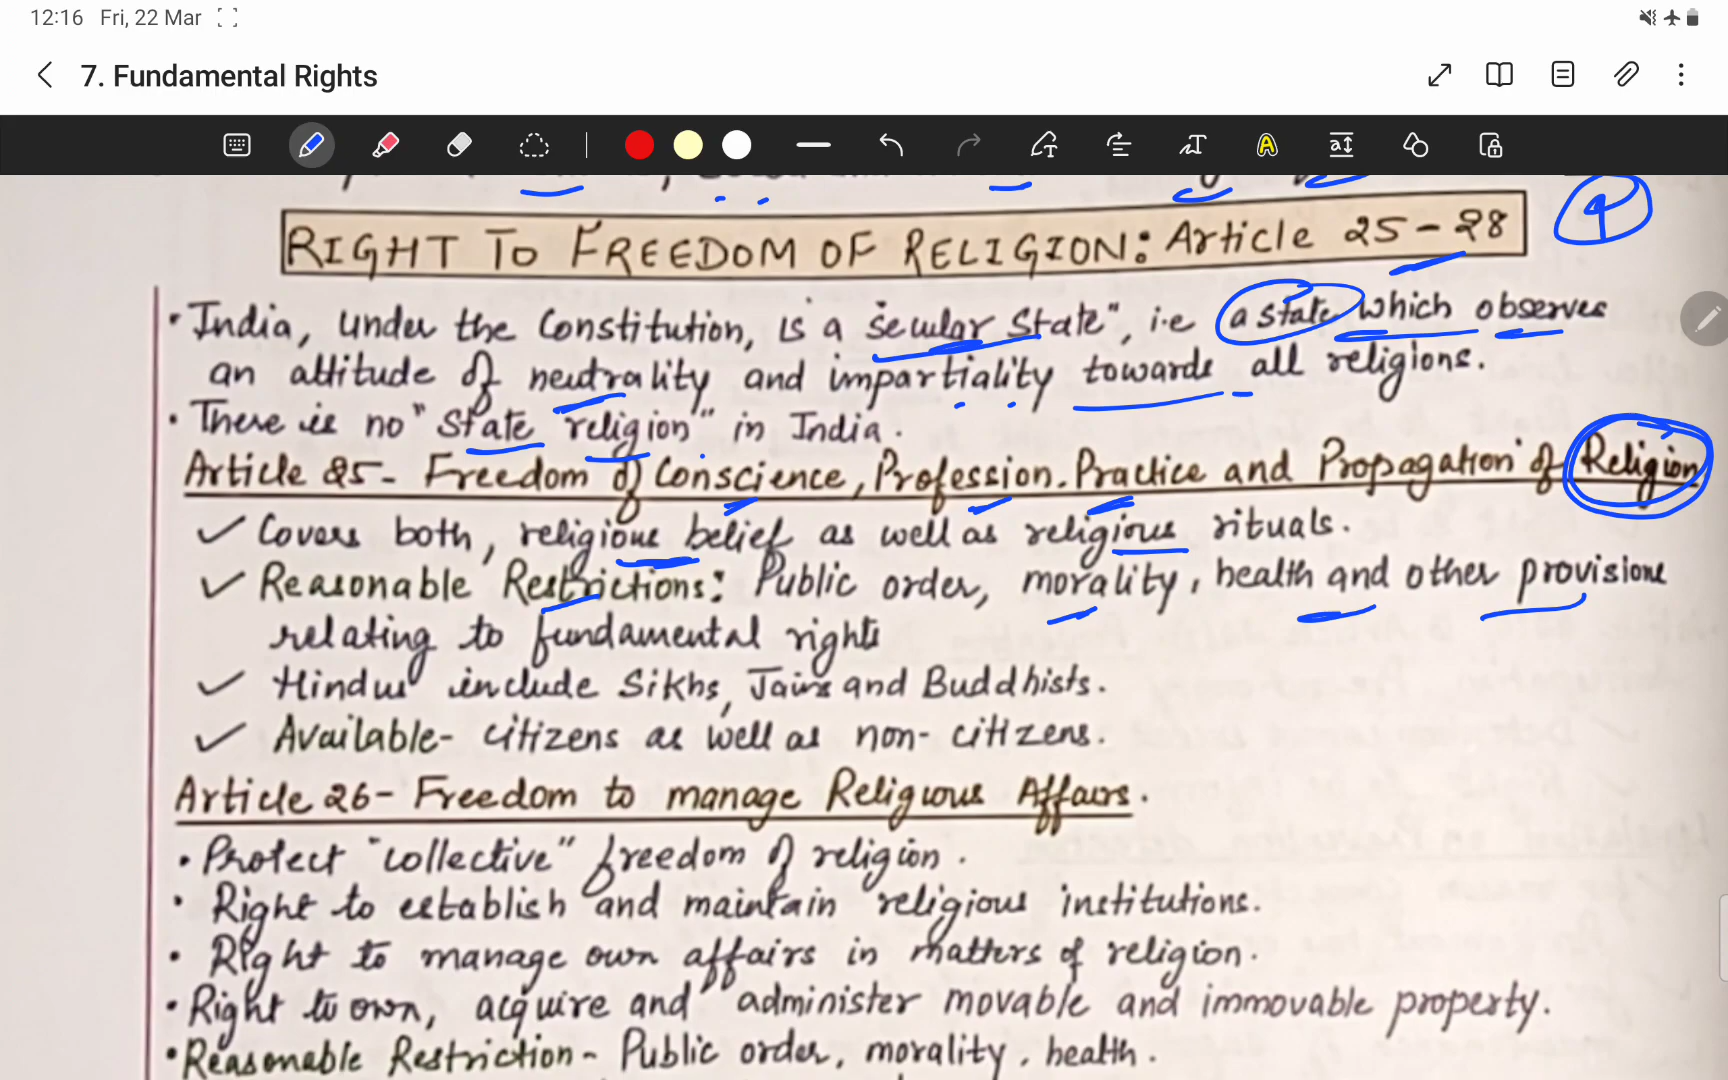 12:16 Fri, 22 Mar
7. Fundamental Rights
RIGHT TO FREEDOM OF RELIGION: Article 25-28
• India, under the Constitution, is a secular State", i.e a state which observes
an attitude of neutrality and impartiality towards all religions.
• There is no "State religion" in India.
Article 25- Freedom of Conscience, Profession, Practice and Propagation of Religion
✓ Covers both, religious belief as well as religious rituals.
✓ Reasonable Restrictions: Public order, morality, health and other provisions
relating to fundamental rights
✓ Hindus include Sikhs, Jains and Buddhists.
✓ Available- citizens as well as non-citizens.
Article 26- Freedom to manage Religious Affairs.
• Protect "collective" freedom of religion.
• Right to establish and maintain religious institutions.
• Right to manage own affairs in matters of religion.
• Right to own, acquire and administer movable and immovable property.
• Reasonable Restriction- Public order, morality, health.